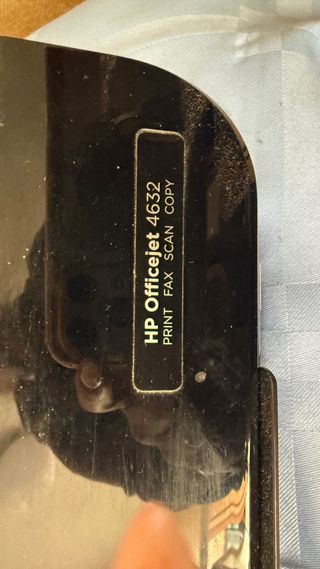 HP Officejet 4632
PRINT FAX SCAN COPY